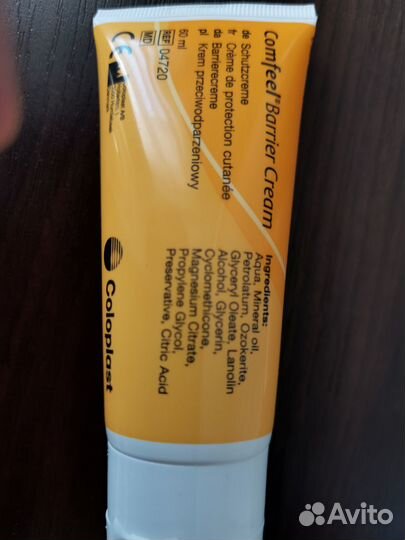 Comfeel® Barrier Cream
de Schutzcreme
fr Crème de protection cutanée
da Barrierecreme
pl Krem przeciwodparzeniowy
60 ml
REF 04720
MD
CE
Ingredients:
Aqua, Mineral oil,
Petrolatum, Ozokerite,
Glyceryl Oleate, Lanolin
Alcohol, Glycerin,
Cyclomethicone,
Magnesium Citrate,
Propylene Glycol,
Preservative, Citric Acid
Coloplast
Avito